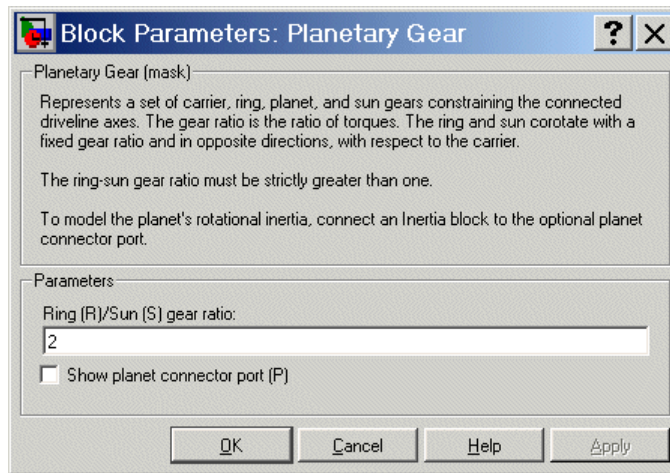 Block Parameters: Planetary Gear
Planetary Gear (mask)
Represents a set of carrier, ring, planet, and sun gears constraining the connected
driveline axes. The gear ratio is the ratio of torques. The ring and sun corotate with a
fixed gear ratio and in opposite directions, with respect to the carrier.
The ring-sun gear ratio must be strictly greater than one.
To model the planet's rotational inertia, connect an Inertia block to the optional planet
connector port.
Parameters
Ring (R)/Sun (S) gear ratio:
2
Show planet connector port (P)
OK Cancel Help Apply